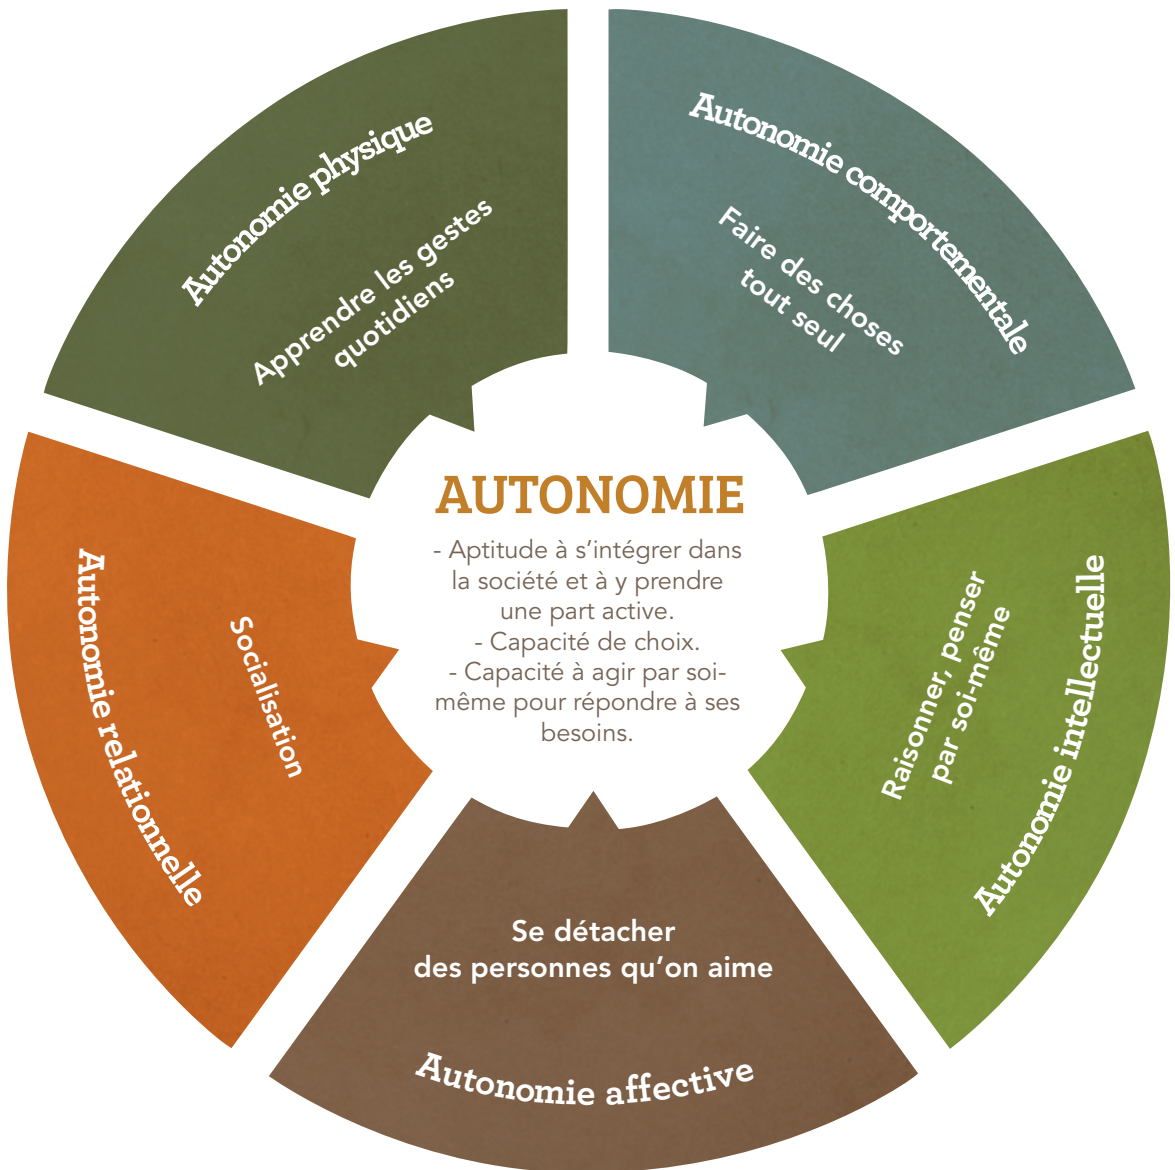 Autonomie physique
Apprendre les gestes
quotidiens
Autonomie comportementale
Faire des choses
tout seul
AUTONOMIE
- Aptitude à s’intégrer dans
la société et à y prendre
une part active.
- Capacité de choix.
- Capacité à agir par soi-
même pour répondre à ses
besoins.
Autonomie relationnelle
Socialisation
Raisonner, penser
par soi-même
Autonomie intellectuelle
Se détacher
des personnes qu’on aime
Autonomie affective